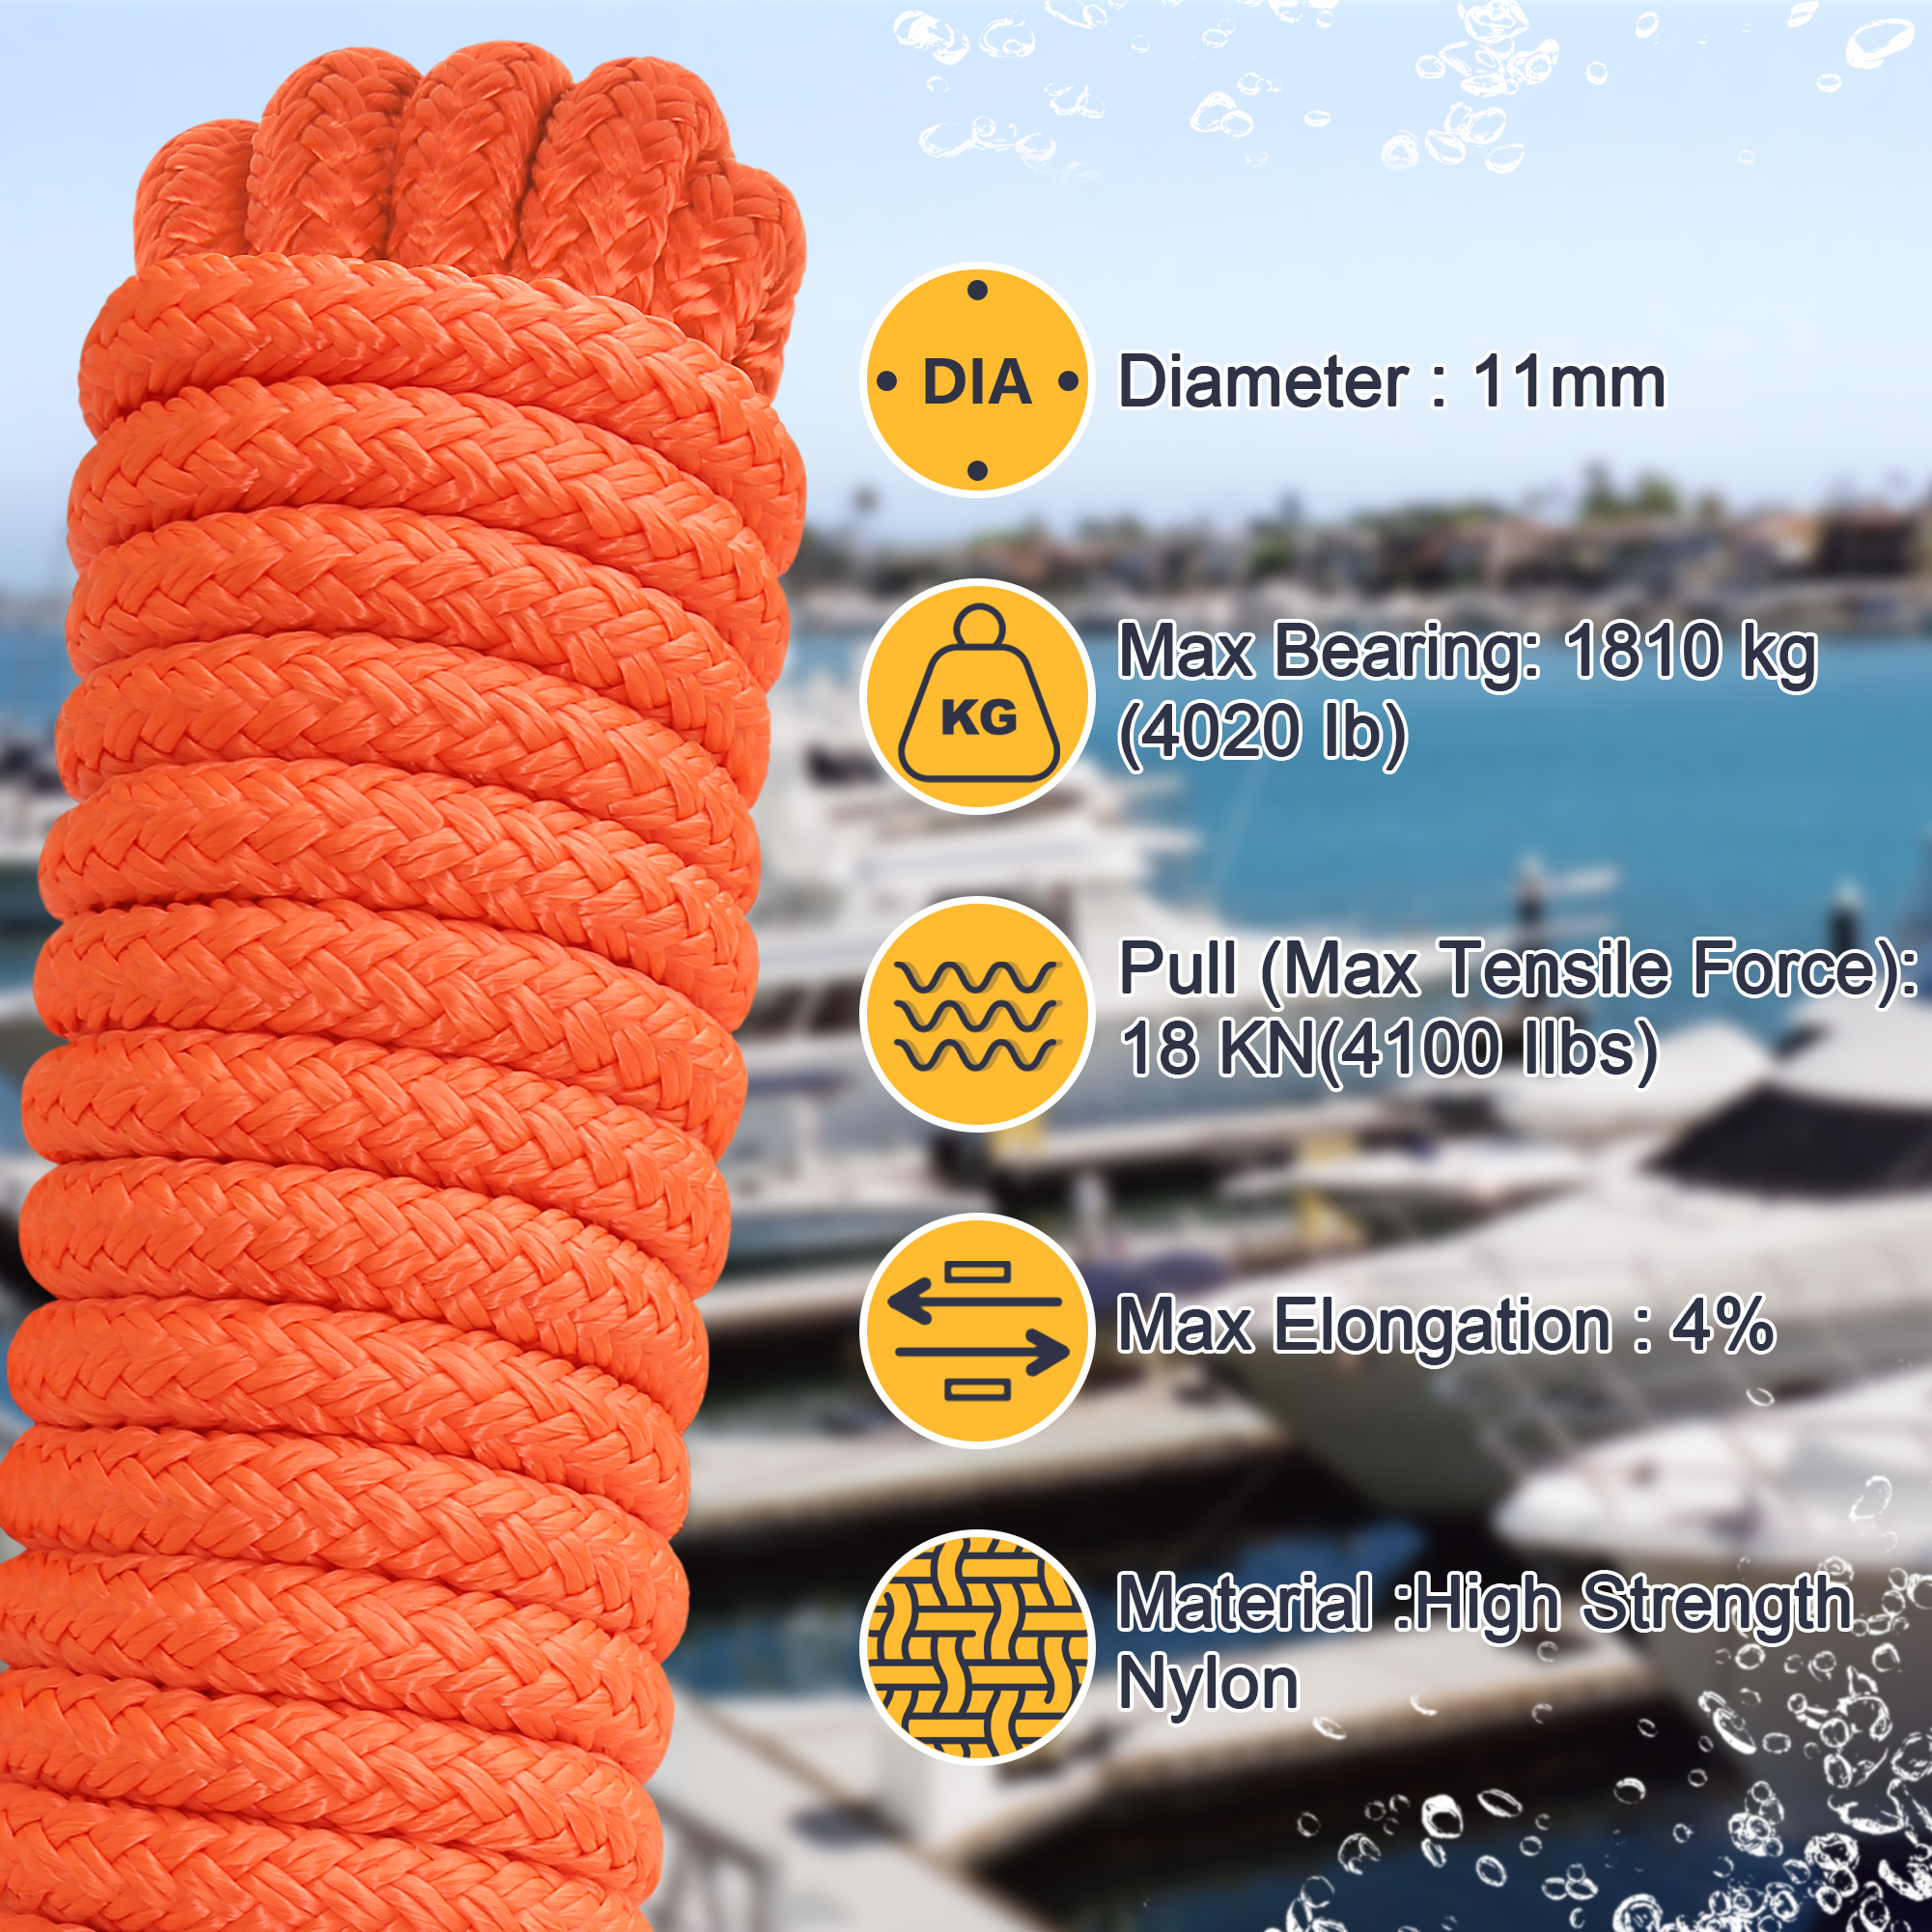 DIA
Diameter : 11mm
KG
Max Bearing: 1810 kg
(4020 lb)
Pull (Max Tensile Force):
18 KN(4100 llbs)
Max Elongation : 4%
Material :High Strength
Nylon